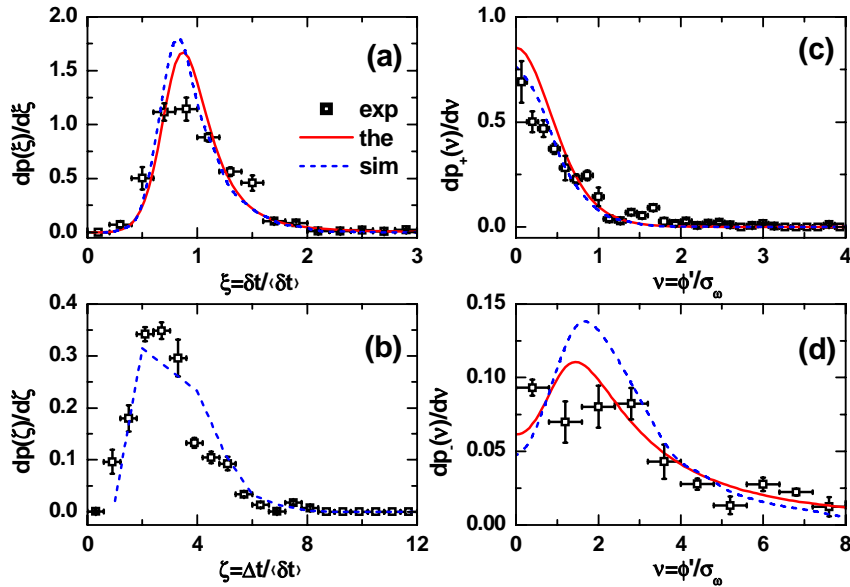 (a)
2.0
1.5
1.0
0.5
0.0
dp(ξ)/dξ
exp
the
sim
0 1 2 3
ξ=δt/⟨δt⟩
(c)
1.0
0.5
0.0
dp₊(ν)/dν
0 1 2 3 4
ν=ϕ'/σω
(b)
0.4
0.3
0.2
0.1
0.0
dp(ζ)/dζ
0 4 8 12
ζ=Δt/⟨δt⟩
(d)
0.15
0.10
0.05
0.00
dp₋(ν)/dν
0 2 4 6 8
ν=ϕ'/σω